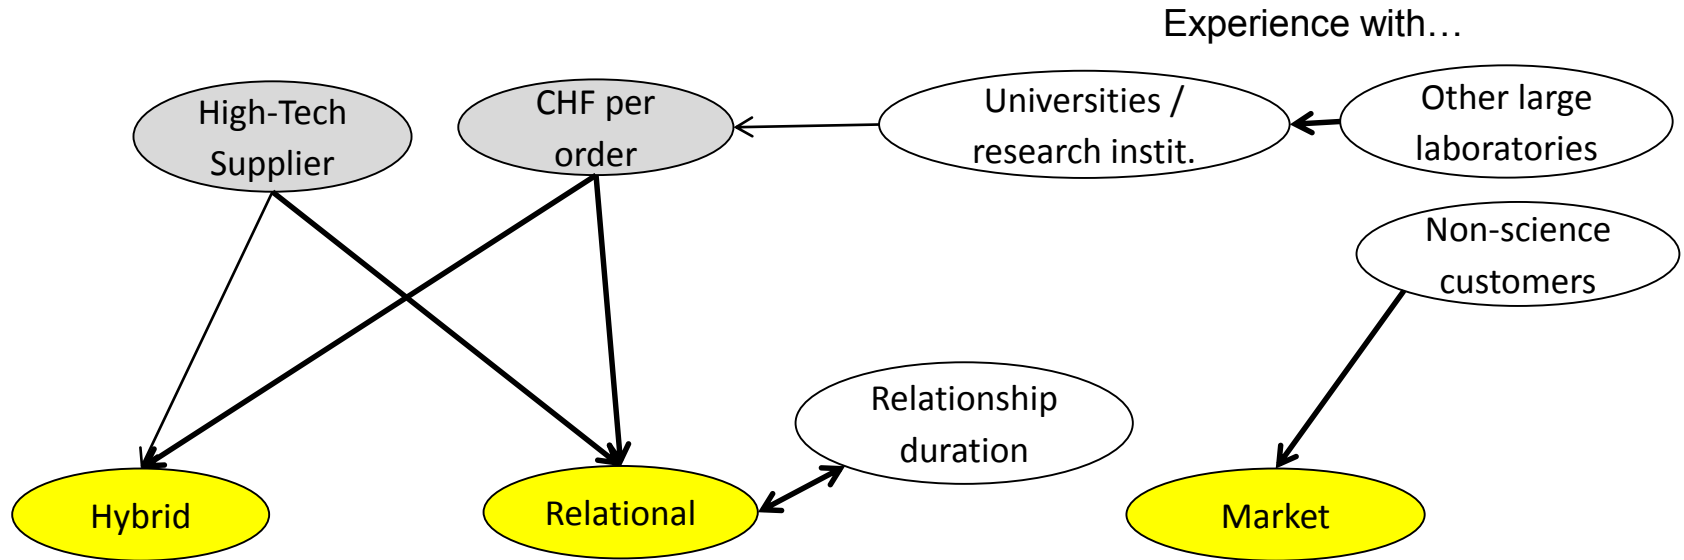 Experience with…
High-Tech
Supplier
CHF per
order
Universities /
research instit.
Other large
laboratories
Non-science
customers
Relationship
duration
Hybrid
Relational
Market